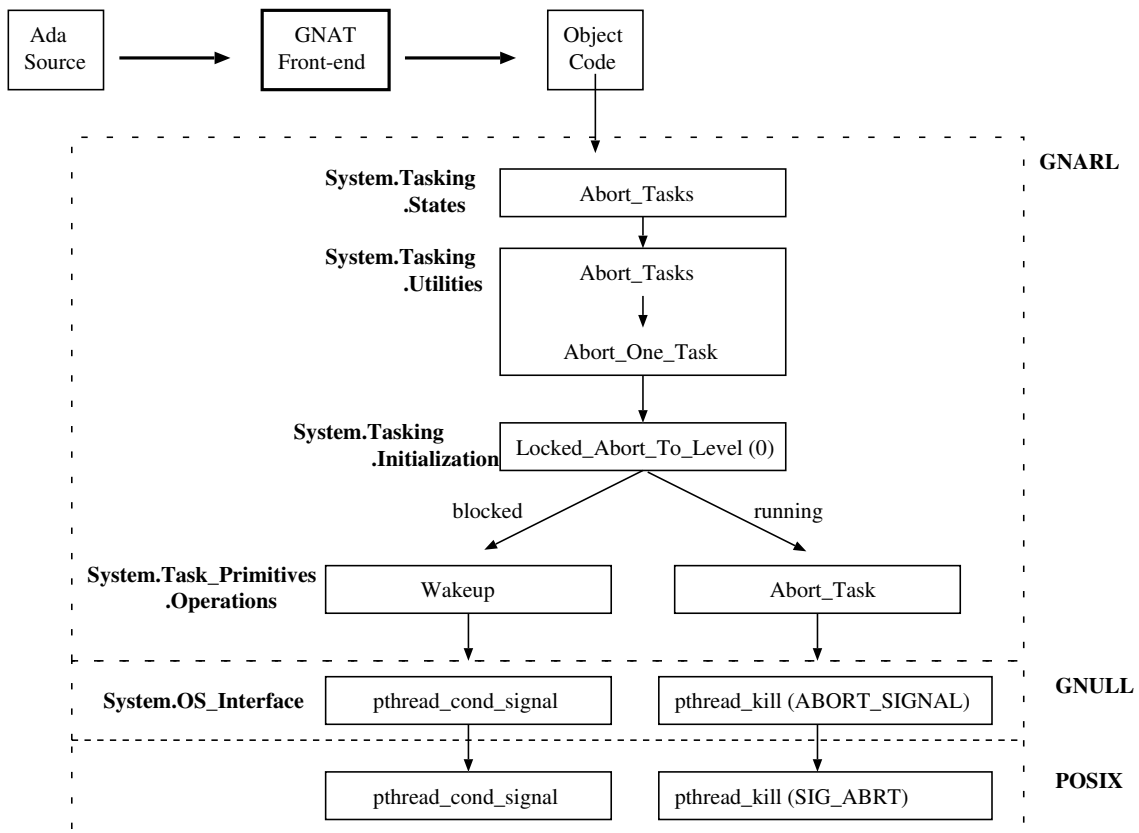 Ada
Source
GNAT
Front-end
Object
Code
GNARL
System.Tasking
.States
Abort_Tasks
System.Tasking
.Utilities
Abort_Tasks
Abort_One_Task
System.Tasking
.Initialization
Locked_Abort_To_Level (0)
blocked
running
System.Task_Primitives
.Operations
Wakeup
Abort_Task
GNULL
System.OS_Interface
pthread_cond_signal
pthread_kill (ABORT_SIGNAL)
pthread_cond_signal
pthread_kill (SIG_ABRT)
POSIX